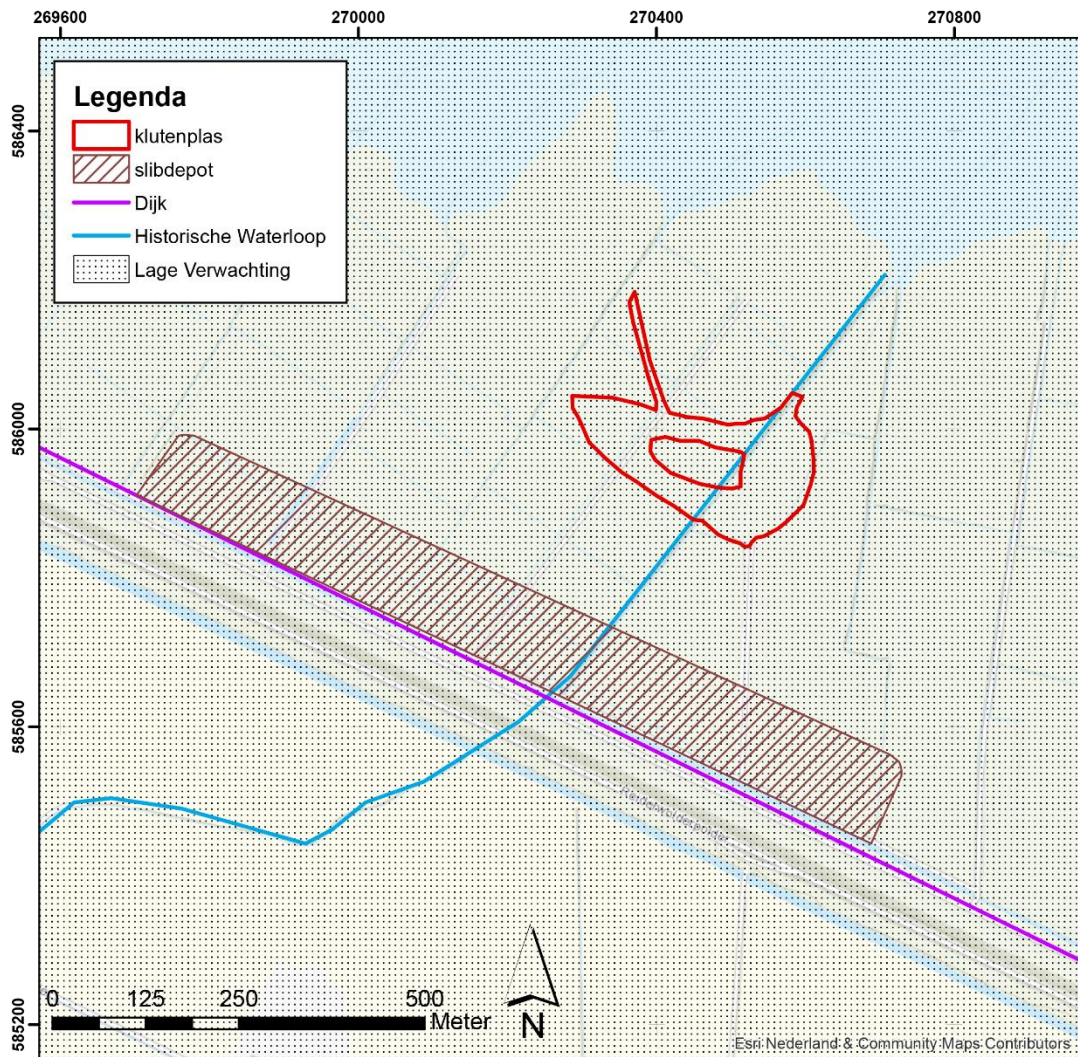 269600 270000 270400 270800
586400
586000
585600
585200
Legenda
klutenplas
slibdepot
Dijk
Historische Waterloop
Lage Verwachting
Reiderwolderpolder
0 125 250 500
Meter
N
Esri Nederland & Community Maps Contributors